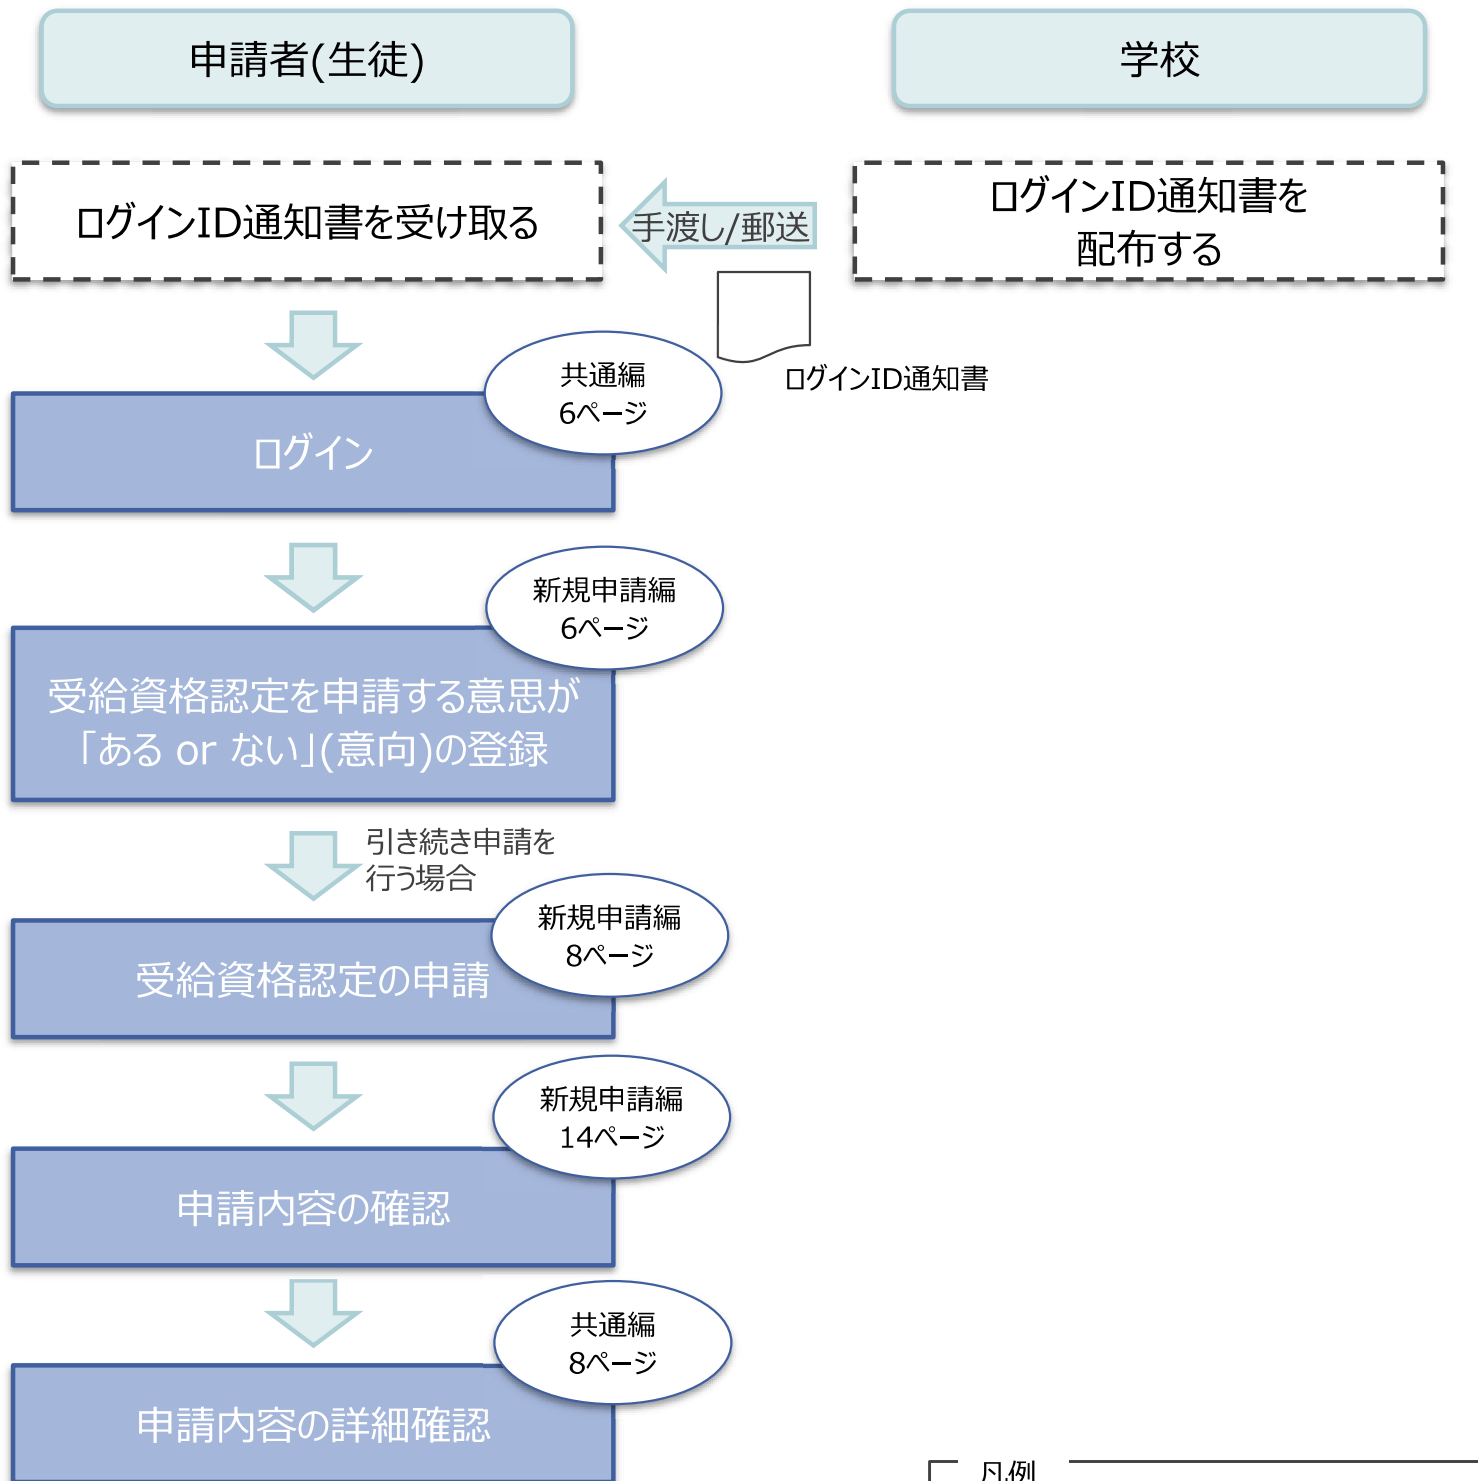 申請者(生徒)
学校
ログインID通知書を受け取る
手渡し/郵送
ログインID通知書を
配布する
ログインID通知書
共通編
6ページ
ログイン
新規申請編
6ページ
受給資格認定を申請する意思が
「ある or ない」(意向)の登録
引き続き申請を
行う場合
新規申請編
8ページ
受給資格認定の申請
新規申請編
14ページ
申請内容の確認
共通編
8ページ
申請内容の詳細確認
凡例